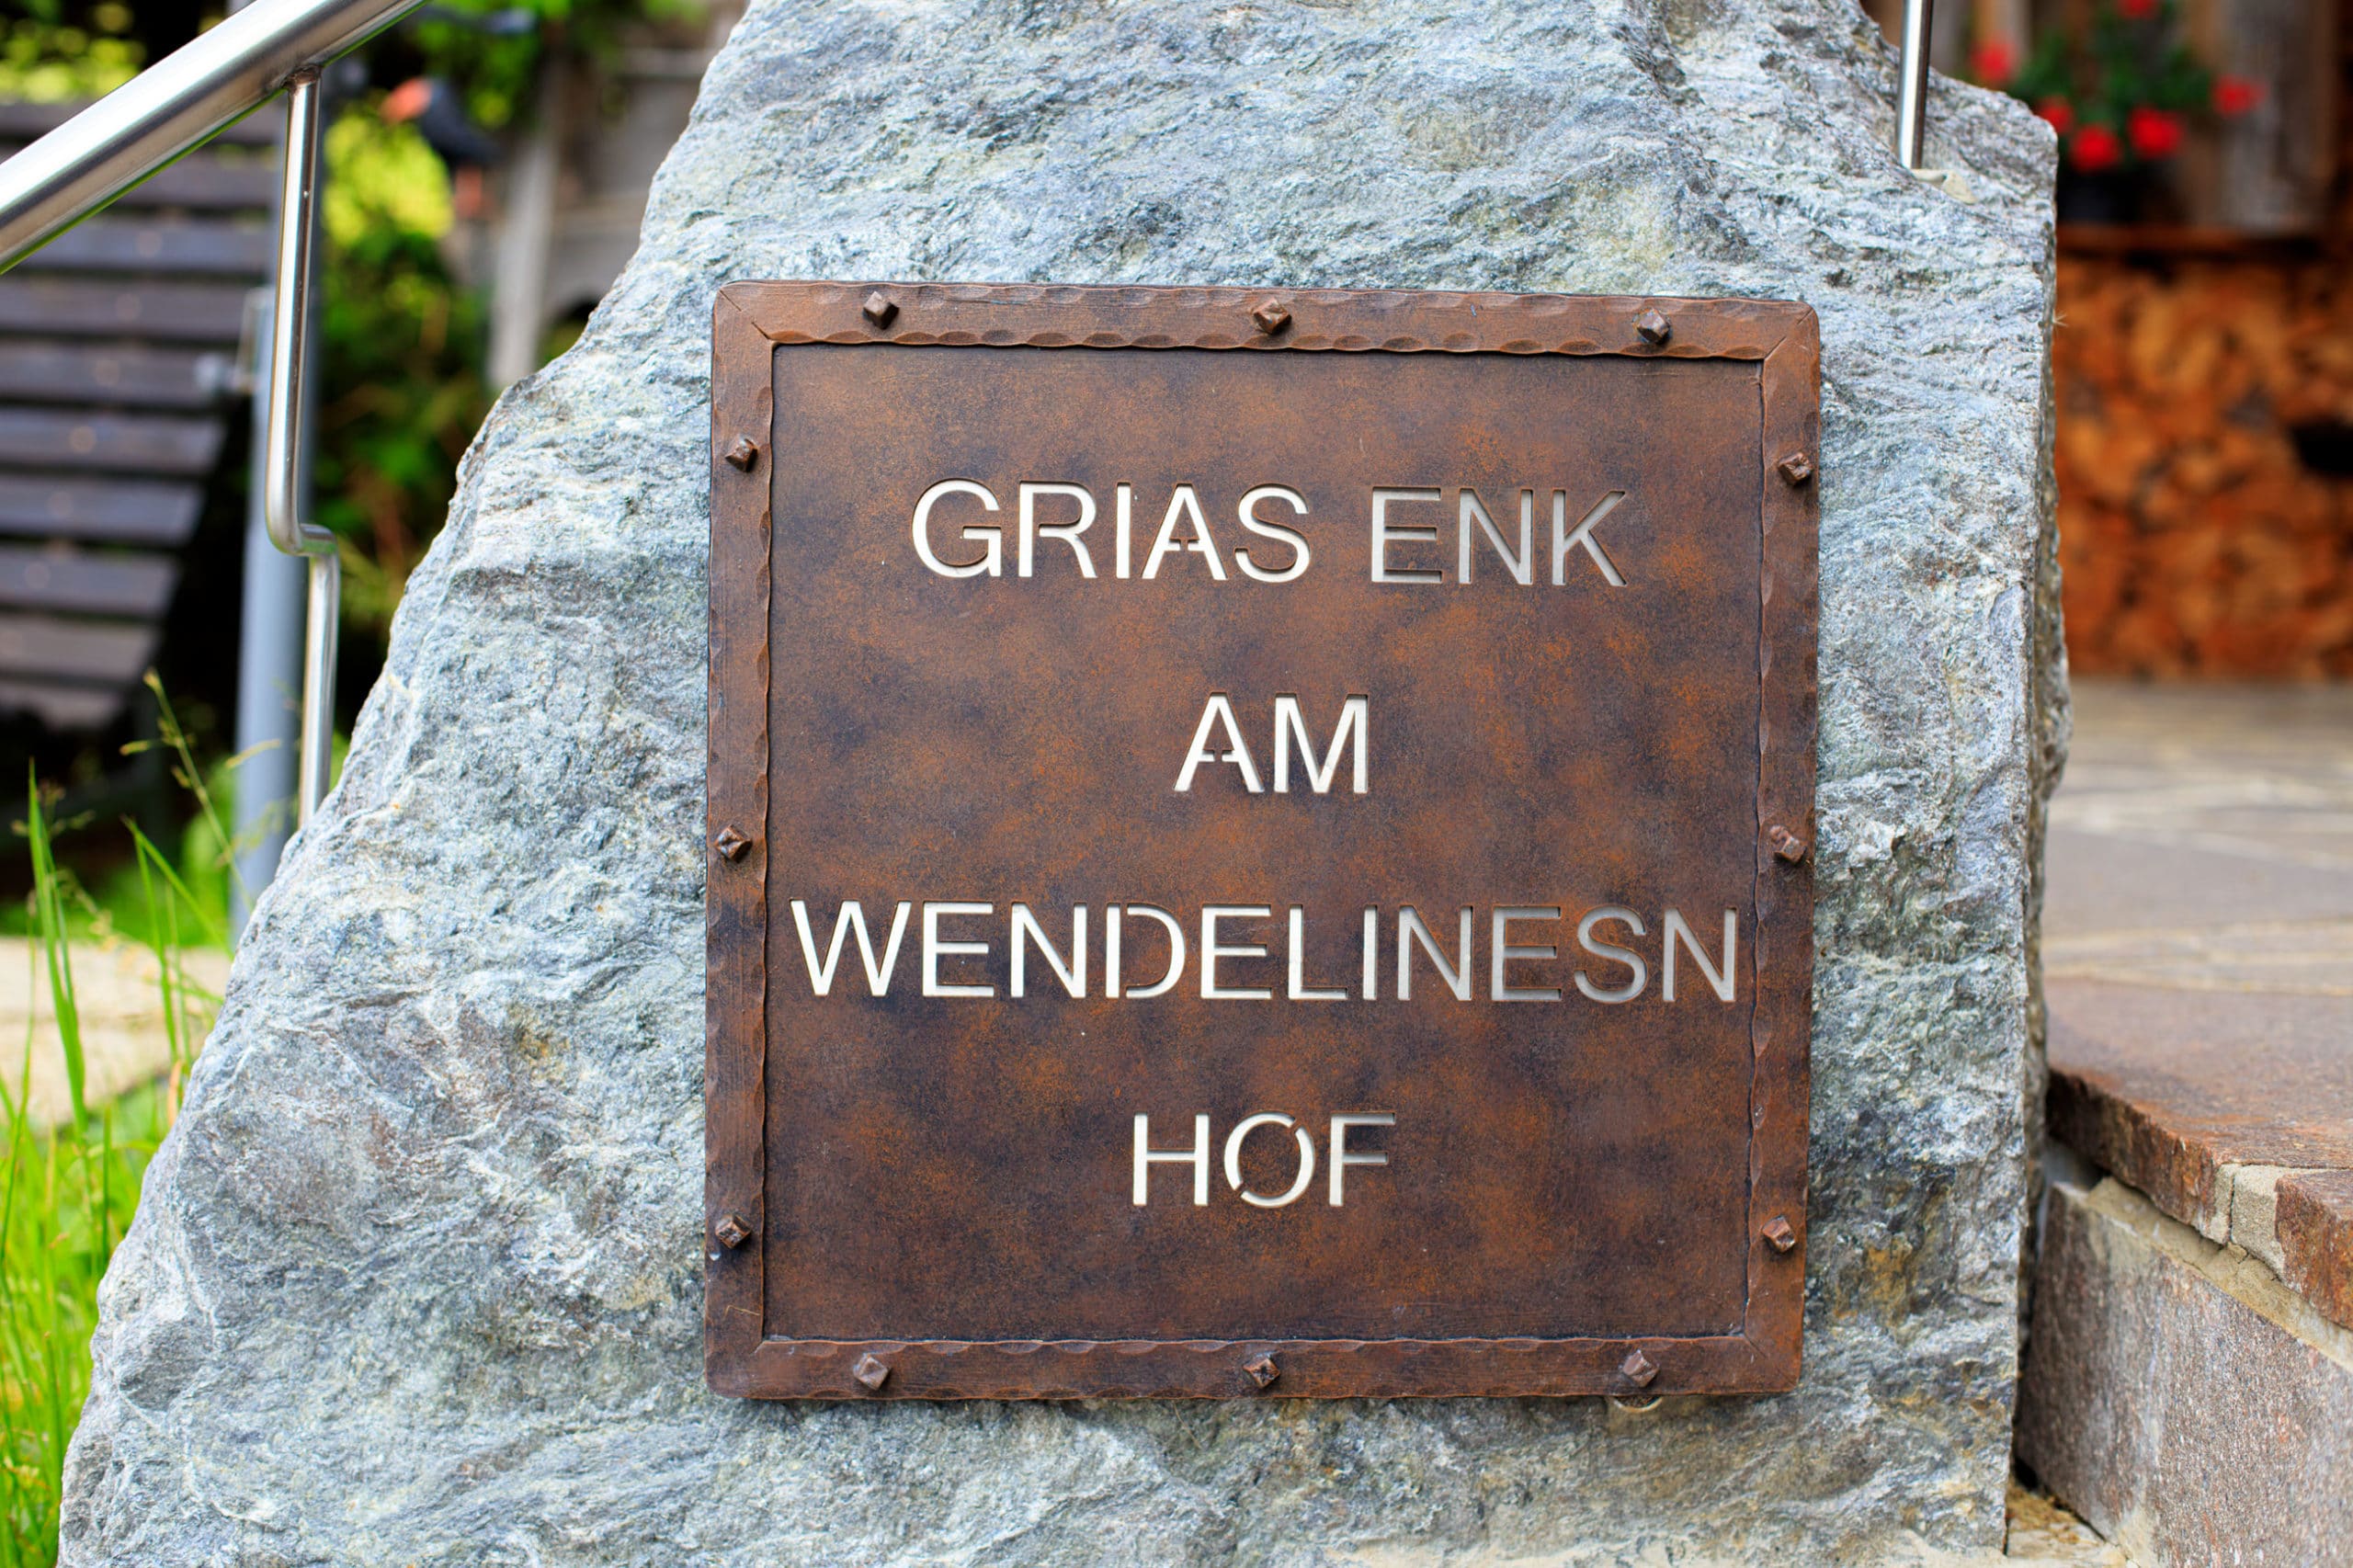 GRIAS ENK
AM
WENDELINESN
HOF